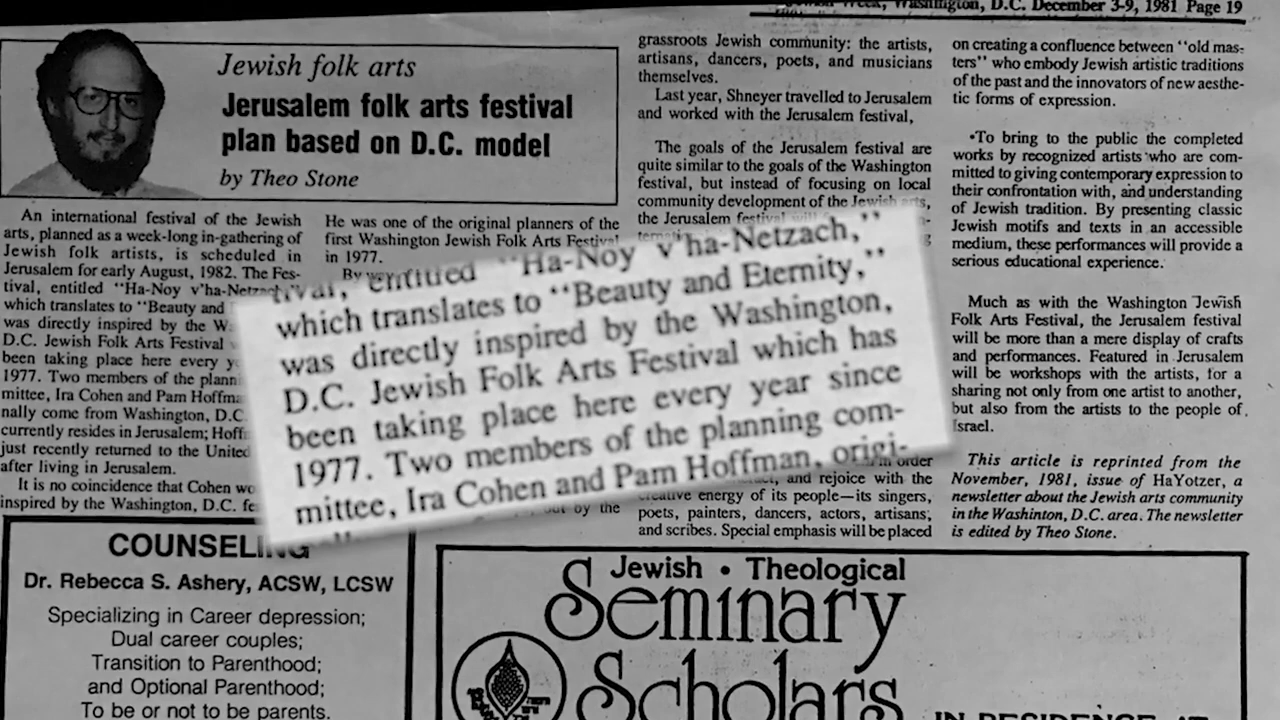 Week, Washington, D.C. December 3-9, 1981 Page 19
Jewish folk arts
Jerusalem folk arts festival
plan based on D.C. model
by Theo Stone
An international festival of the Jewish
arts, planned as a week-long in-gathering of
Jewish folk artists, is scheduled in
Jerusalem for early August, 1982. The Fes-
tival, entitled “Ha-Noy v'ha-Netzach,”
which translates to “Beauty and
was directly inspired by the
D.C. Jewish Folk Arts Festival
been taking place here every
1977. Two members of the plann
mittee, Ira Cohen and Pam Hoffma
nally come from Washington, D.C
currently resides in Jerusalem; Hoff
just recently returned to the United
after living in Jerusalem.
It is no coincidence that Cohen wo
inspired by the Washington, D.C. fe
He was one of the original planners of the
first Washington Jewish Folk Arts Festival
in 1977.
By
out by the
tival, entitled “Ha-Noy v'ha-Netzach,”
which translates to “Beauty and Eternity,”
was directly inspired by the Washington,
D.C. Jewish Folk Arts Festival which has
been taking place here every year since
1977. Two members of the planning com-
mittee, Ira Cohen and Pam Hoffman, origi-
grassroots Jewish community: the artists,
artisans, dancers, poets, and musicians
themselves.
Last year, Shneyer travelled to Jerusalem
and worked with the Jerusalem festival,
The goals of the Jerusalem festival are
quite similar to the goals of the Washington
festival, but instead of focusing on local
community development of the Jewish arts,
the Jerusalem festival will
in order
and rejoice with the
creative energy of its people—its singers,
poets, painters, dancers, actors, artisans,
and scribes. Special emphasis will be placed
on creating a confluence between “old mas-
ters” who embody Jewish artistic traditions
of the past and the innovators of new aesthe-
tic forms of expression.
•To bring to the public the completed
works by recognized artists who are com-
mitted to giving contemporary expression to
their confrontation with, and understanding
of Jewish tradition. By presenting classic
Jewish motifs and texts in an accessible
medium, these performances will provide a
serious educational experience.
Much as with the Washington Jewish
Folk Arts Festival, the Jerusalem festival
will be more than a mere display of crafts
and performances. Featured in Jerusalem
will be workshops with the artists, for a
sharing not only from one artist to another,
but also from the artists to the people of
Israel.
This article is reprinted from the
November, 1981, issue of HaYotzer, a
newsletter about the Jewish arts community
in the Washinton, D.C. area. The newsletter
is edited by Theo Stone.
COUNSELING
Dr. Rebecca S. Ashery, ACSW, LCSW
Specializing in Career depression;
Dual career couples;
Transition to Parenthood;
and Optional Parenthood;
To be or not to be parents.
Jewish • Theological
Seminary
Scholars
IN RESIDENCE